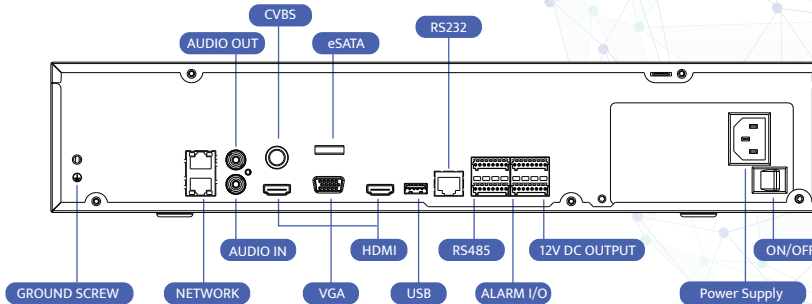 CVBS
AUDIO OUT
eSATA
RS232
AUDIO IN
HDMI
RS485
12V DC OUTPUT
ON/OFF
GROUND SCREW
NETWORK
VGA
USB
ALARM I/O
Power Supply